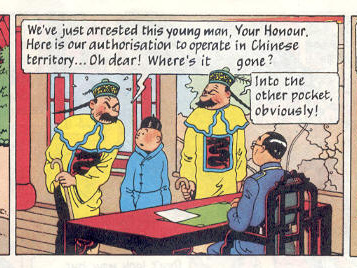 We've just arrested this young man, Your Honour.
Here is our authorisation to operate in Chinese
territory... Oh dear! Where's it gone?
Into the
other pocket,
obviously!